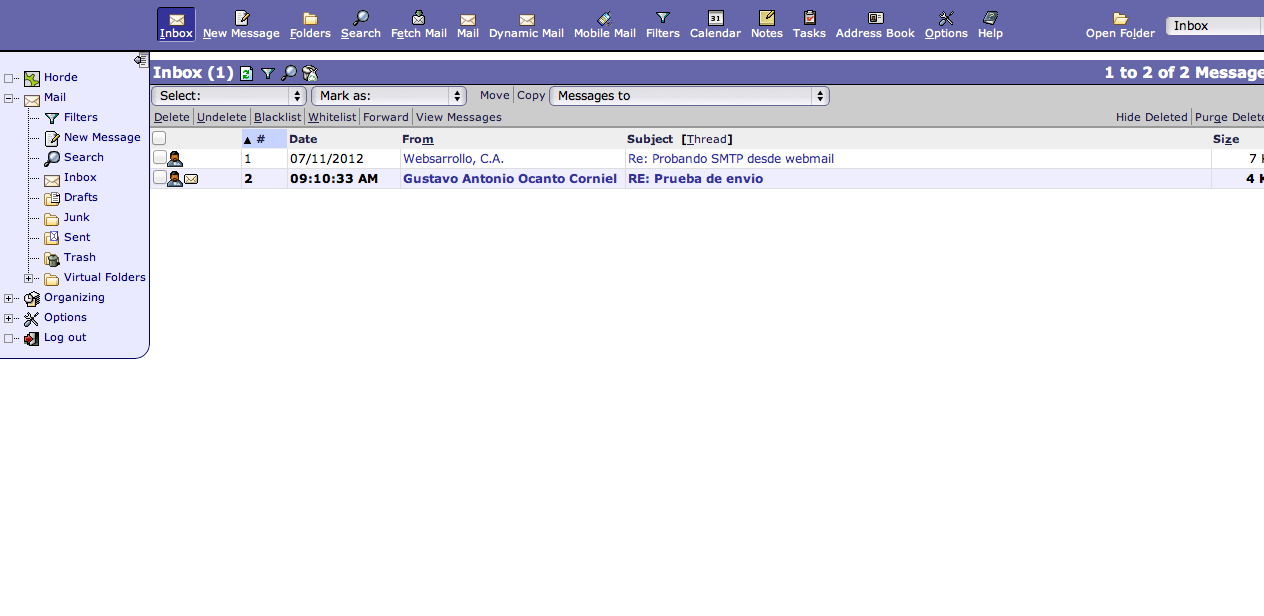 Inbox New Message Folders Search Fetch Mail Mail Dynamic Mail Mobile Mail Filters 31 Calendar Notes Tasks Address Book Options Help Open Folder Inbox
Horde
Mail
Filters
New Message
Search
Inbox
Drafts
Junk
Sent
Trash
Virtual Folders
Organizing
Options
Log out
Inbox (1) 1 to 2 of 2 Message
Select: Mark as: Move Copy Messages to
Delete Undelete Blacklist Whitelist Forward View Messages Hide Deleted Purge Delete
# Date From Subject [Thread] Size
1 07/11/2012 Websarrollo, C.A. Re: Probando SMTP desde webmail 7
2 09:10:33 AM Gustavo Antonio Ocanto Corniel RE: Prueba de envio 4 K